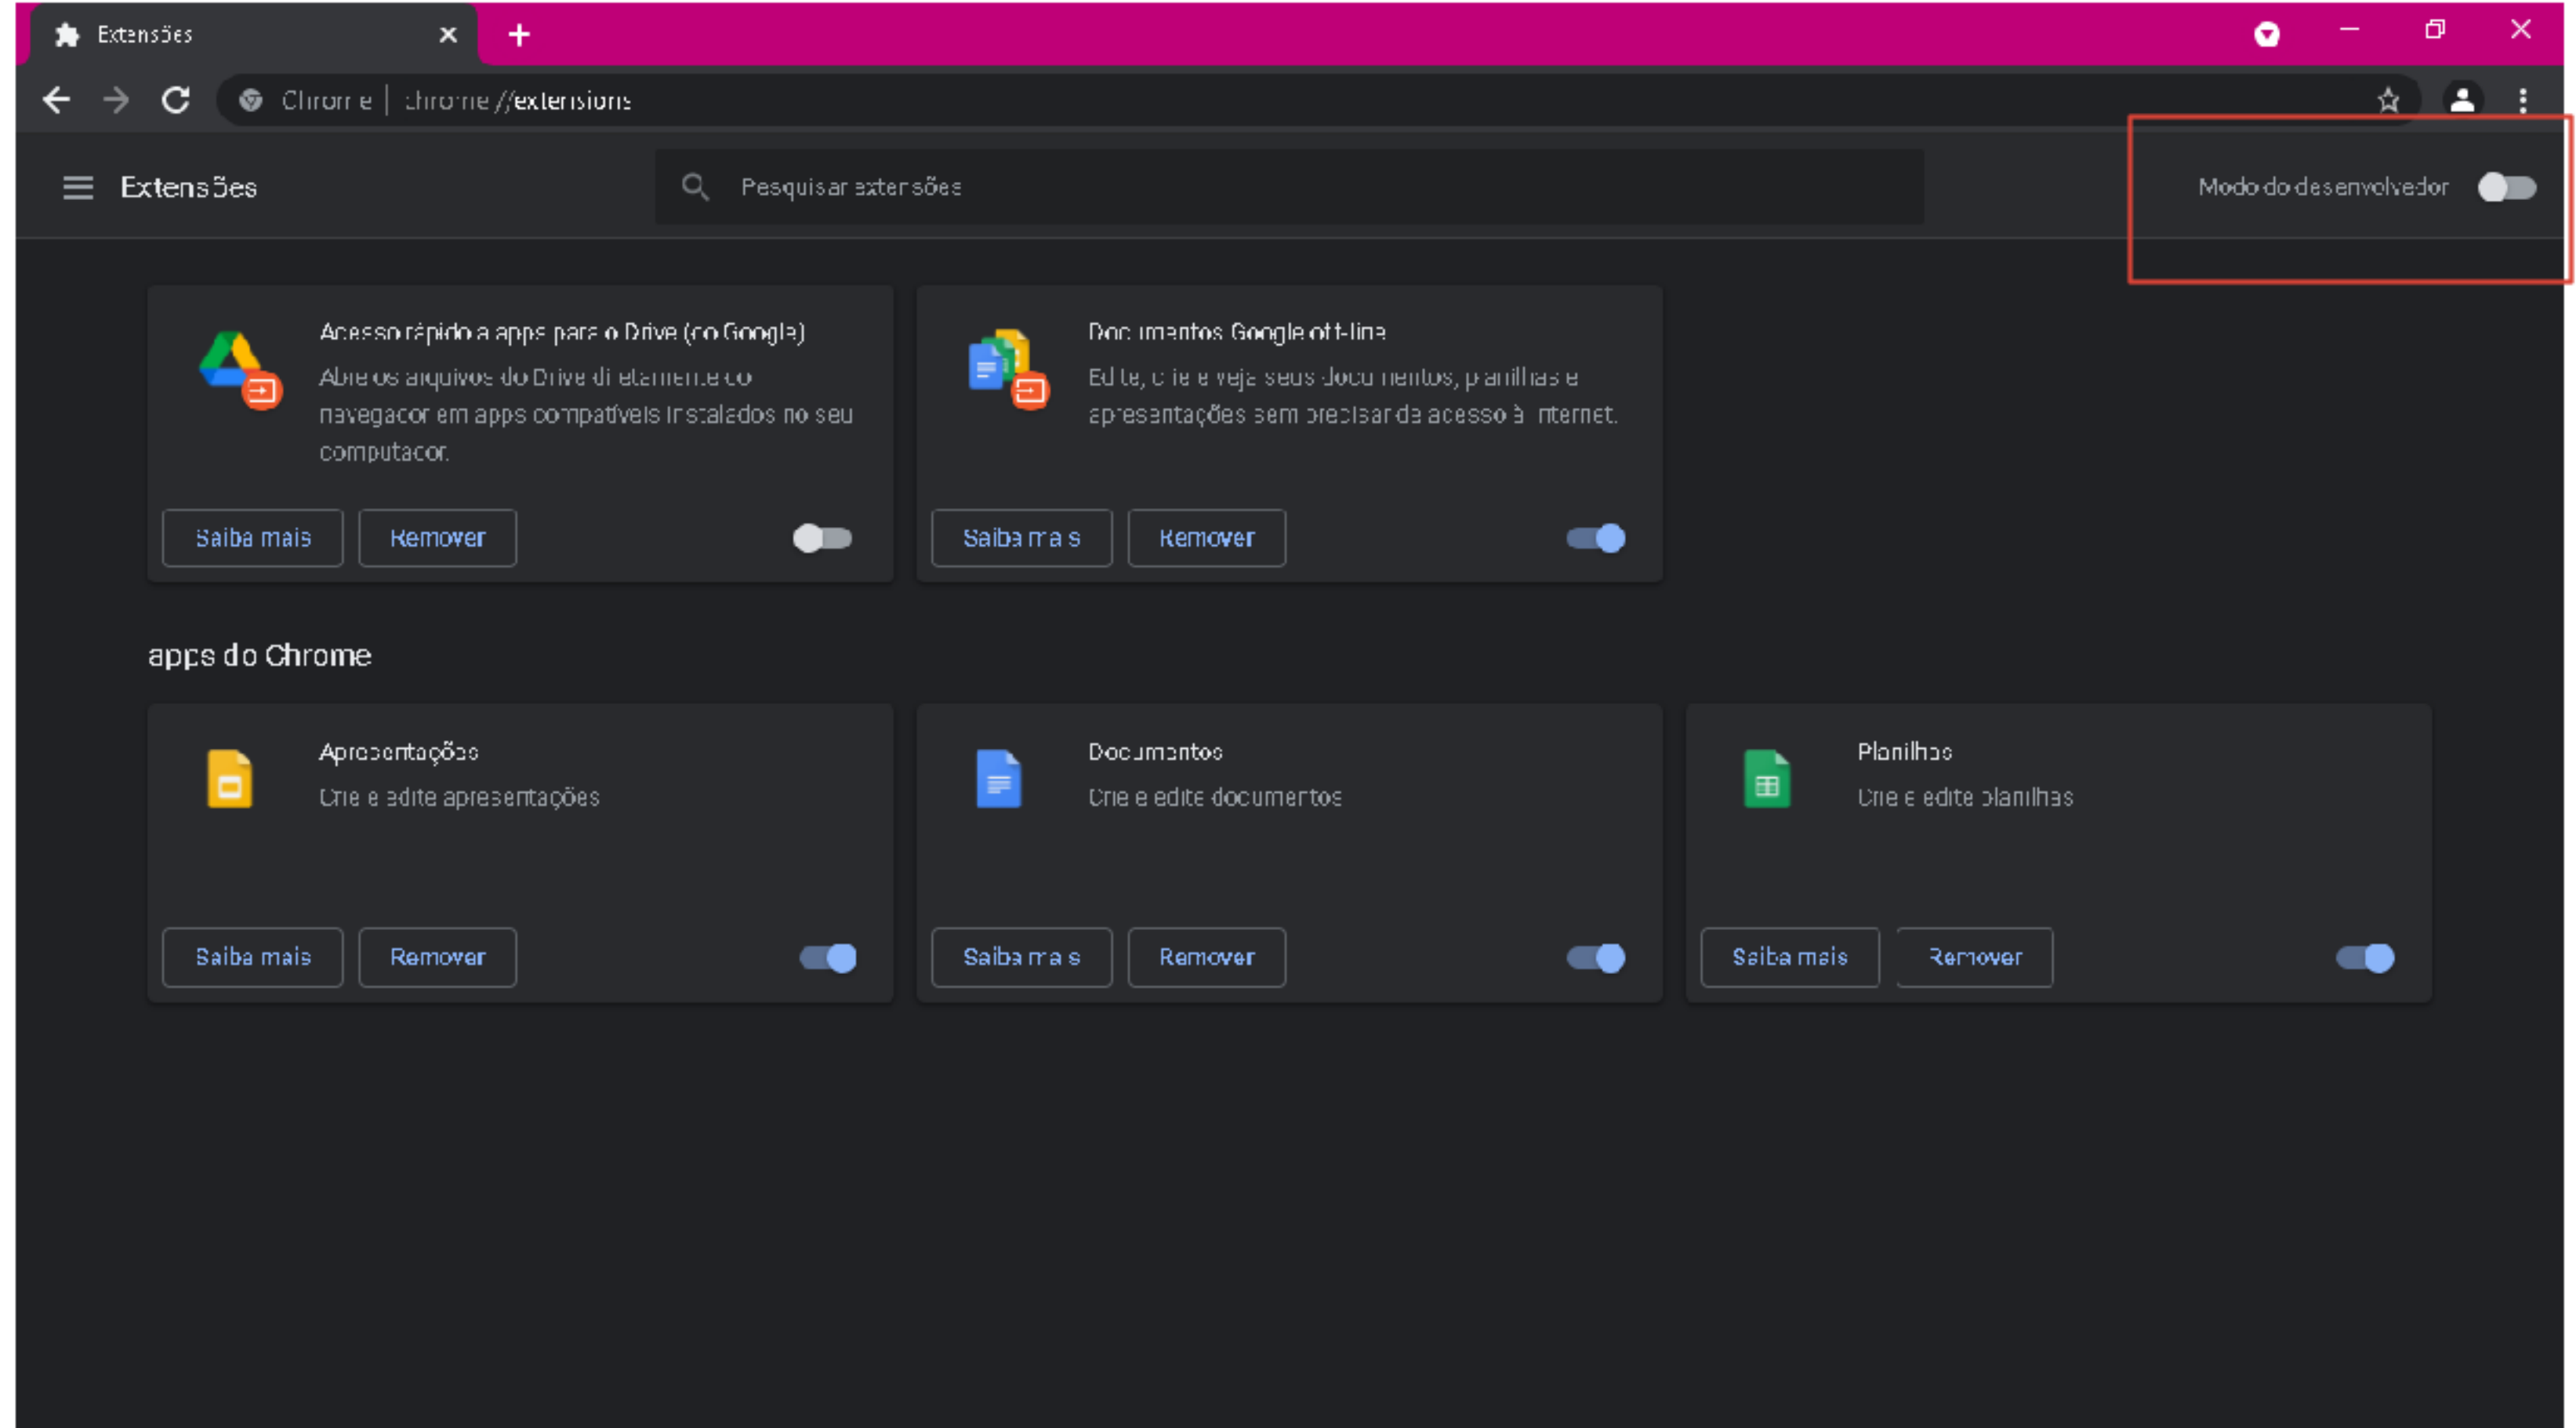 Extensões
Chrome | chrome://extensions
Extensões
Pesquisar extensões
Modo do desenvolvedor
Acesso rápido a apps para o Drive (do Google)
Abre os arquivos do Drive diretamente do
navegador em apps compatíveis instalados no seu
computador.
Saiba mais
Remover
Documentos Google off-line
Edite, crie e veja seus documentos, planilhas e
apresentações sem precisar de acesso à Internet.
Saiba mais
Remover
apps do Chrome
Apresentações
Crie e edite apresentações
Saiba mais
Remover
Documentos
Crie e edite documentos
Saiba mais
Remover
Planilhas
Crie e edite planilhas
Saiba mais
Remover